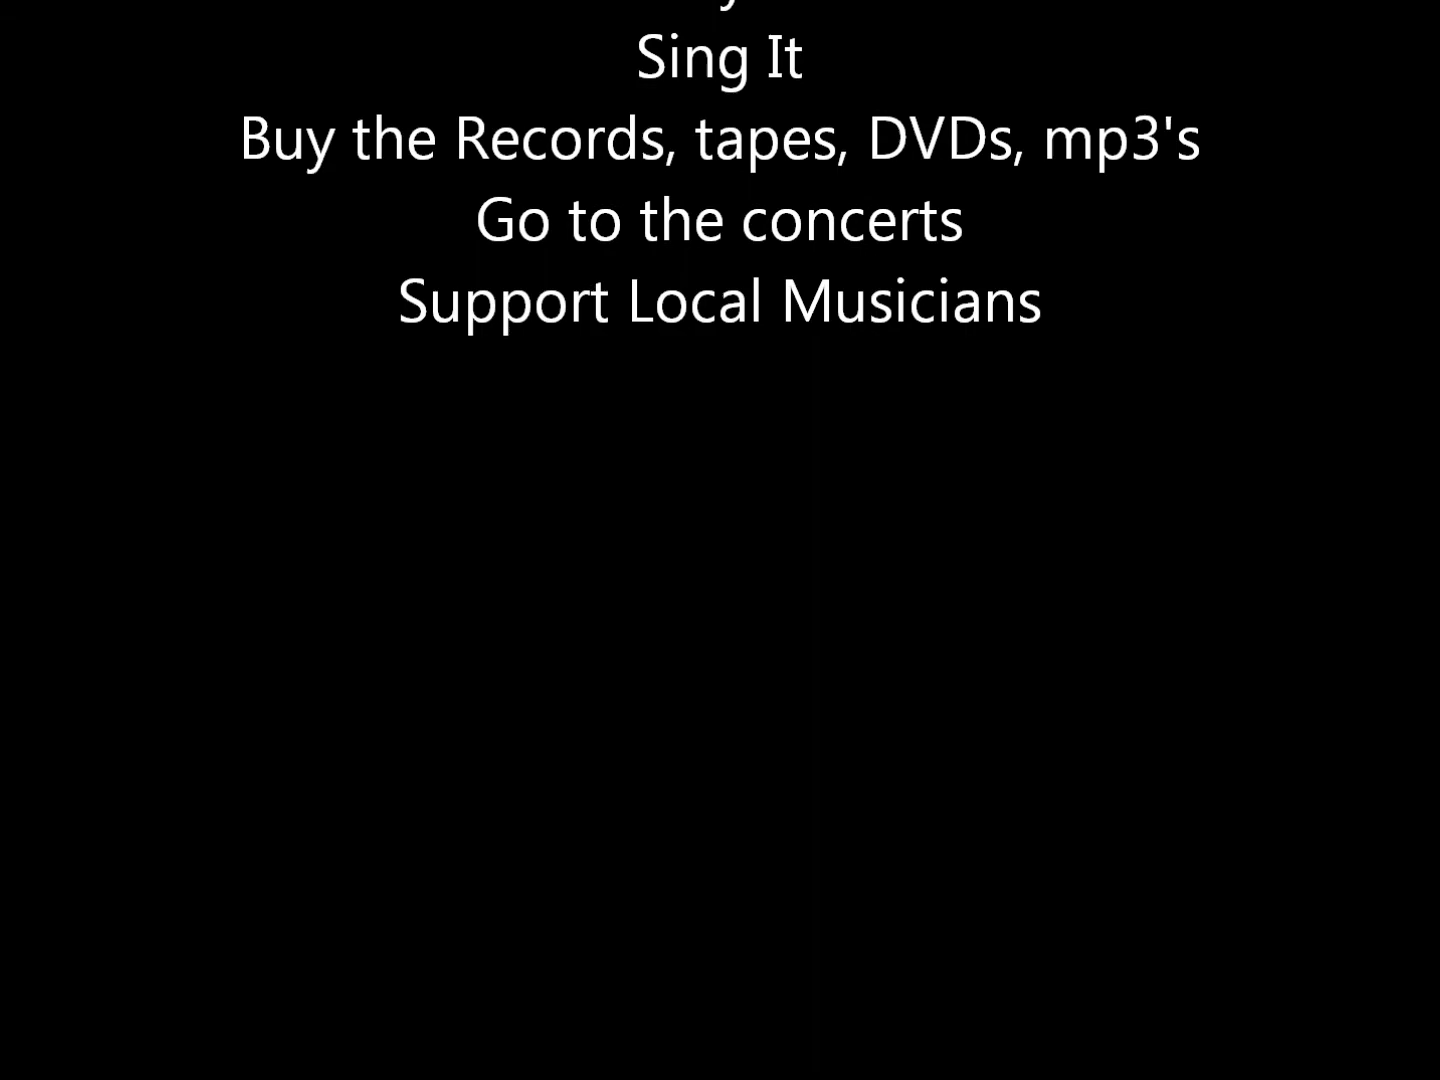 Sing It
Buy the Records, tapes, DVDs, mp3's
Go to the concerts
Support Local Musicians